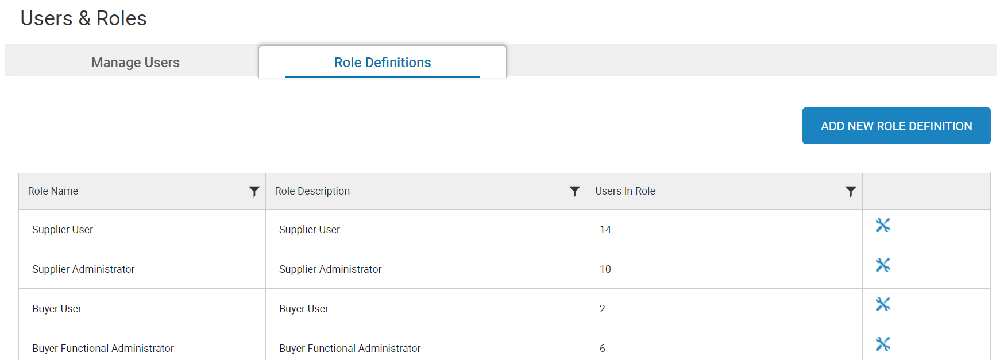 Users & Roles
Manage Users Role Definitions
ADD NEW ROLE DEFINITION
Role Name Role Description Users In Role
Supplier User Supplier User 14
Supplier Administrator Supplier Administrator 10
Buyer User Buyer User 2
Buyer Functional Administrator Buyer Functional Administrator 6